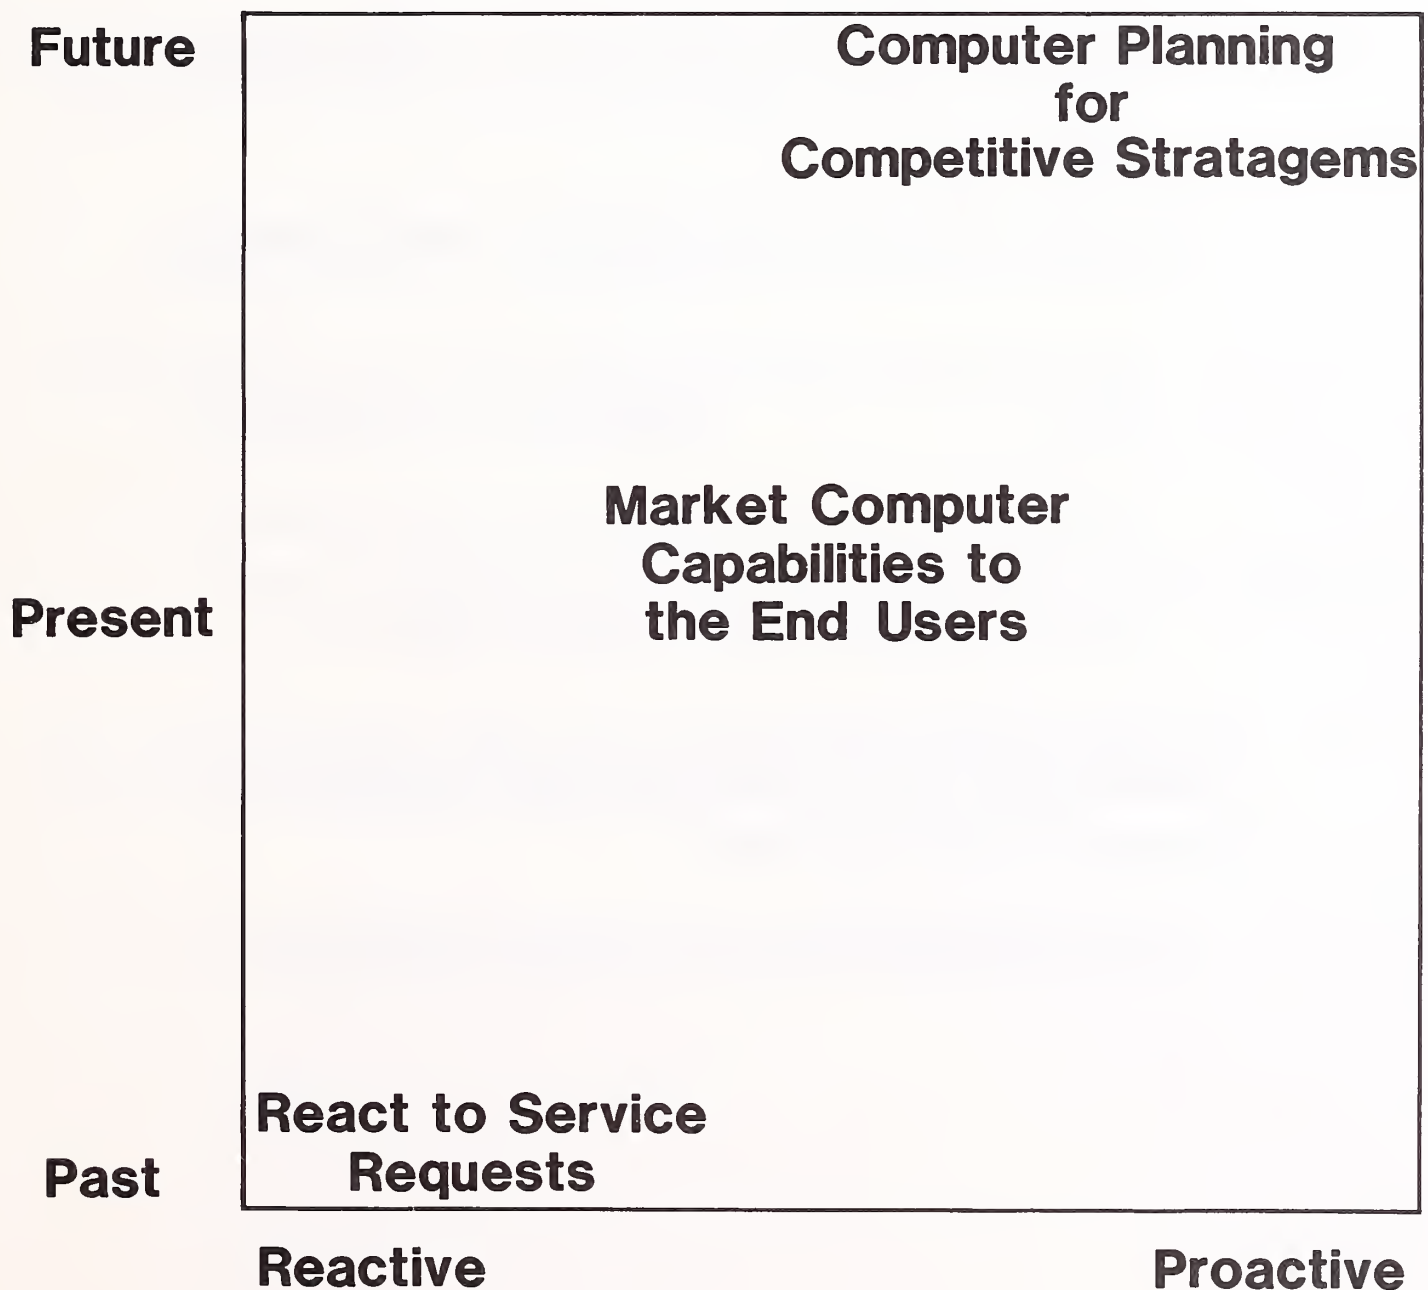 Future
Computer Planning
for
Competitive Stratagems
Market Computer
Capabilities to
the End Users
Present
React to Service
Requests
Past
Reactive
Proactive